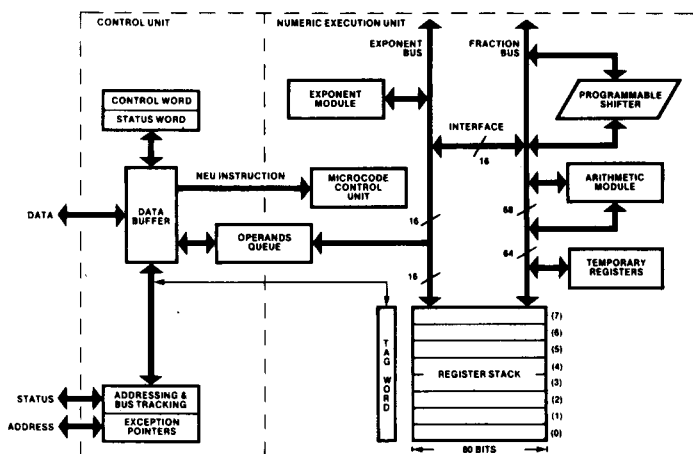 CONTROL UNIT
NUMERIC EXECUTION UNIT
EXPONENT
BUS
FRACTION
BUS
CONTROL WORD
STATUS WORD
EXPONENT
MODULE
PROGRAMMABLE
SHIFTER
INTERFACE
16
NEU INSTRUCTION
MICROCODE
CONTROL
UNIT
ARITHMETIC
MODULE
DATA
DATA
BUFFER
OPERANDS
QUEUE
16
68
64
16
TEMPORARY
REGISTERS
TAG WORD
REGISTER STACK
(7)
(6)
(5)
(4)
(3)
(2)
(1)
(0)
STATUS
ADDRESS
ADDRESSING &
BUS TRACKING
EXCEPTION
POINTERS
80 BITS